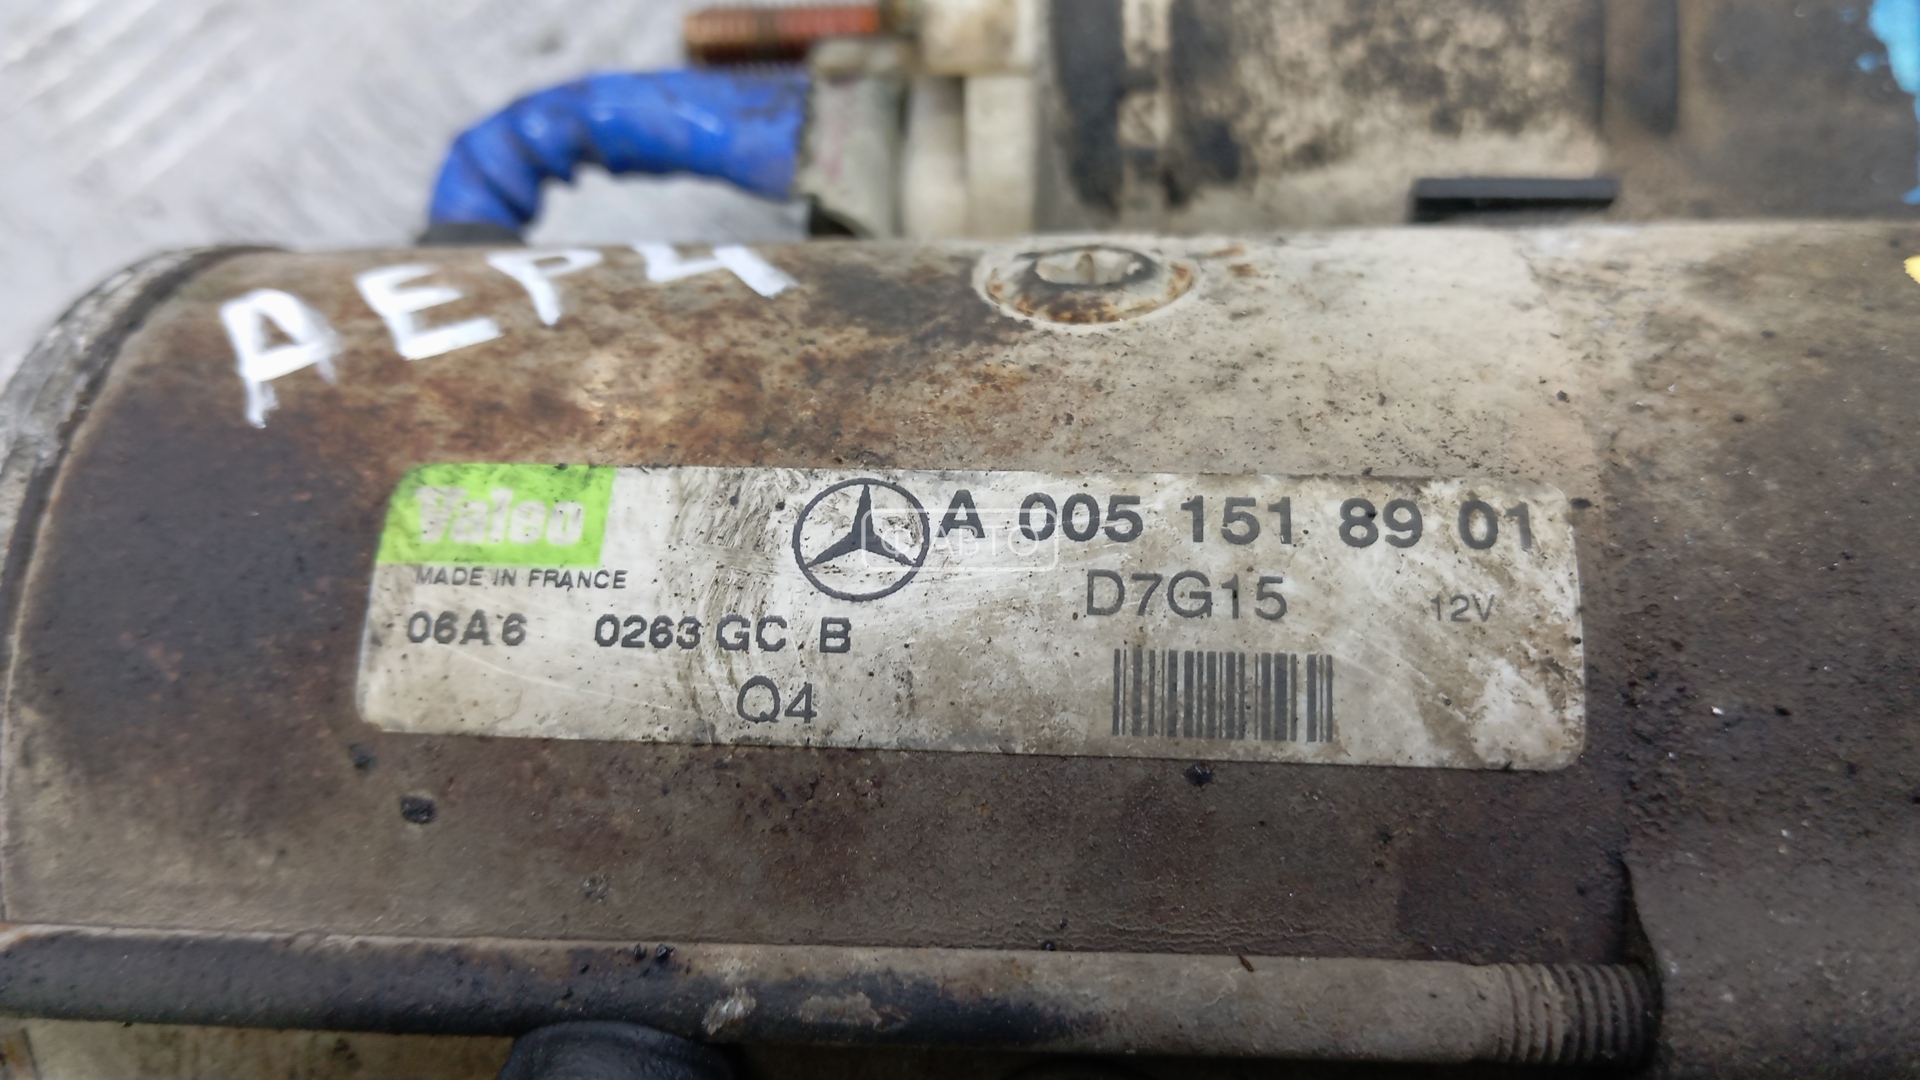 АЕР4
Valeo
A 005 151 89 01
MADE IN FRANCE
D7G15
12V
06A6 0263 GC B
Q4